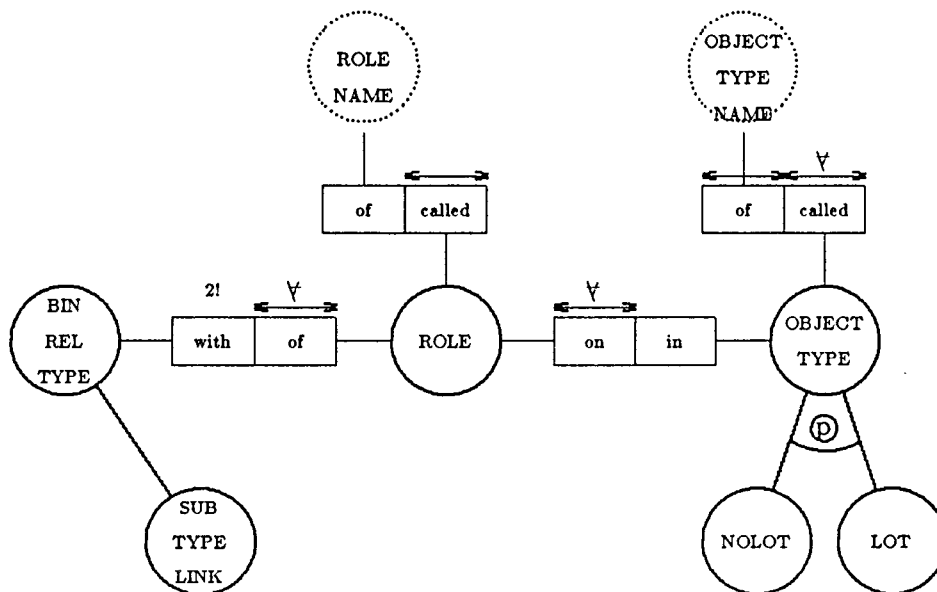 ROLE
NAME
OBJECT
TYPE
NAME
∀
of called
of called
2! ∀
∀
BIN
REL
TYPE
with of
ROLE
on in
OBJECT
TYPE
P
SUB
TYPE
LINK
NOLOT
LOT